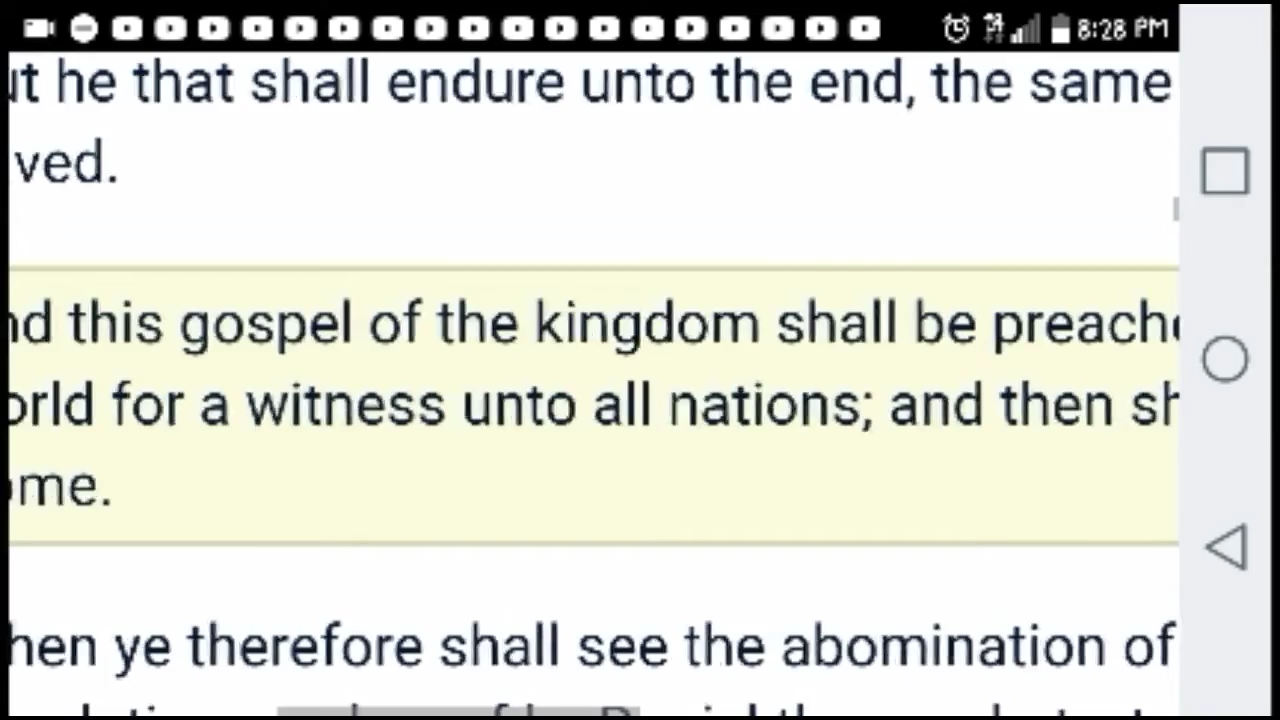 8:28 PM
ut he that shall endure unto the end, the same
ved.
nd this gospel of the kingdom shall be preache
orld for a witness unto all nations; and then sh
ome.
hen ye therefore shall see the abomination of